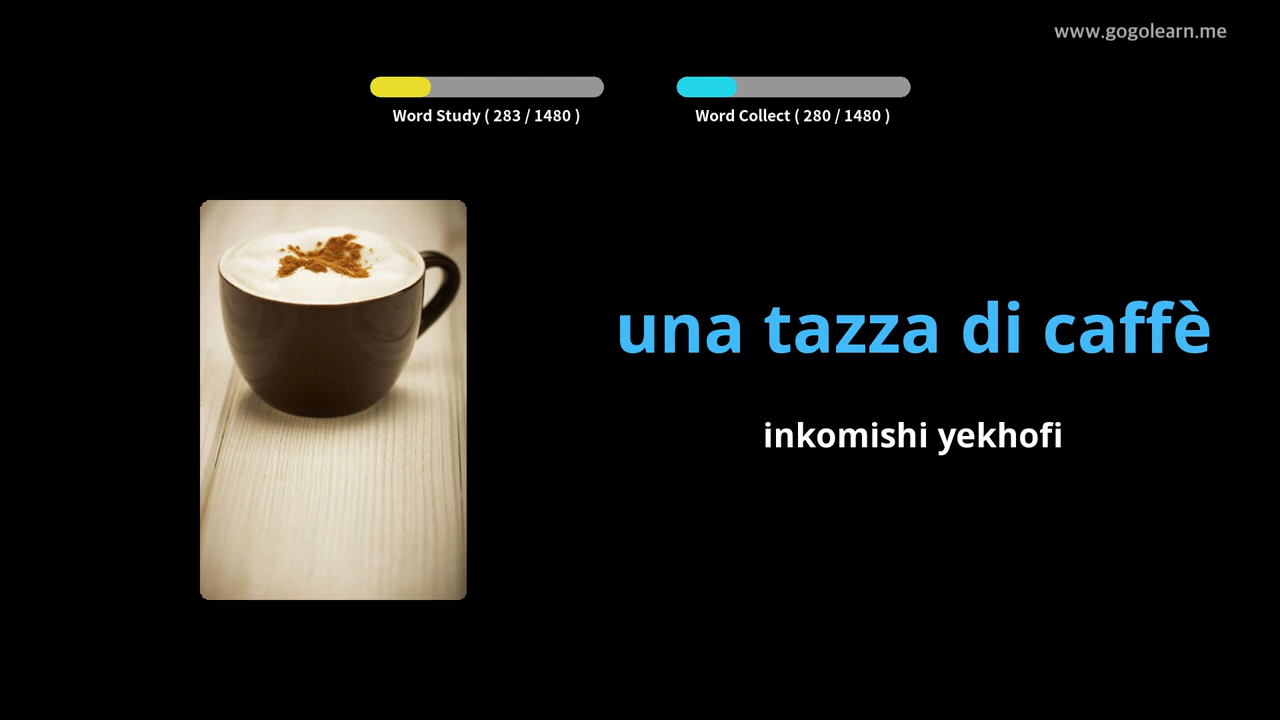 www.gogolearn.me
Word Study ( 283 / 1480 )
Word Collect ( 280 / 1480 )
una tazza di caffè
inkomishi yekhofi